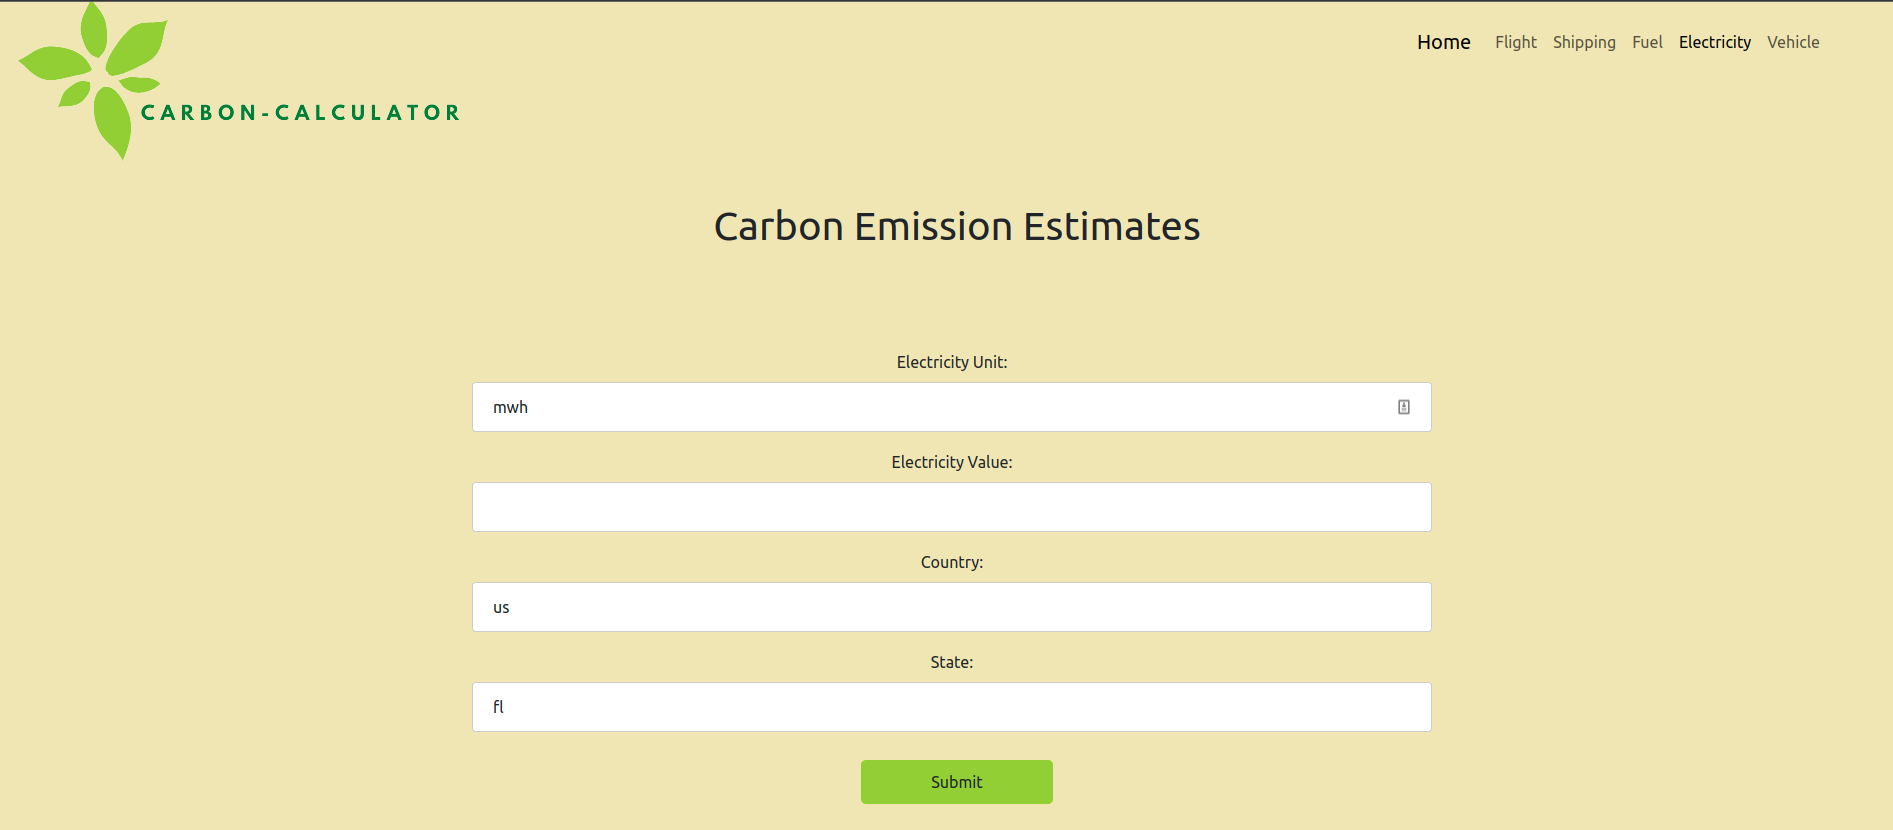 Home Flight Shipping Fuel Electricity Vehicle
CARBON-CALCULATOR
Carbon Emission Estimates
Electricity Unit:
mwh
Electricity Value:
Country:
us
State:
fl
Submit